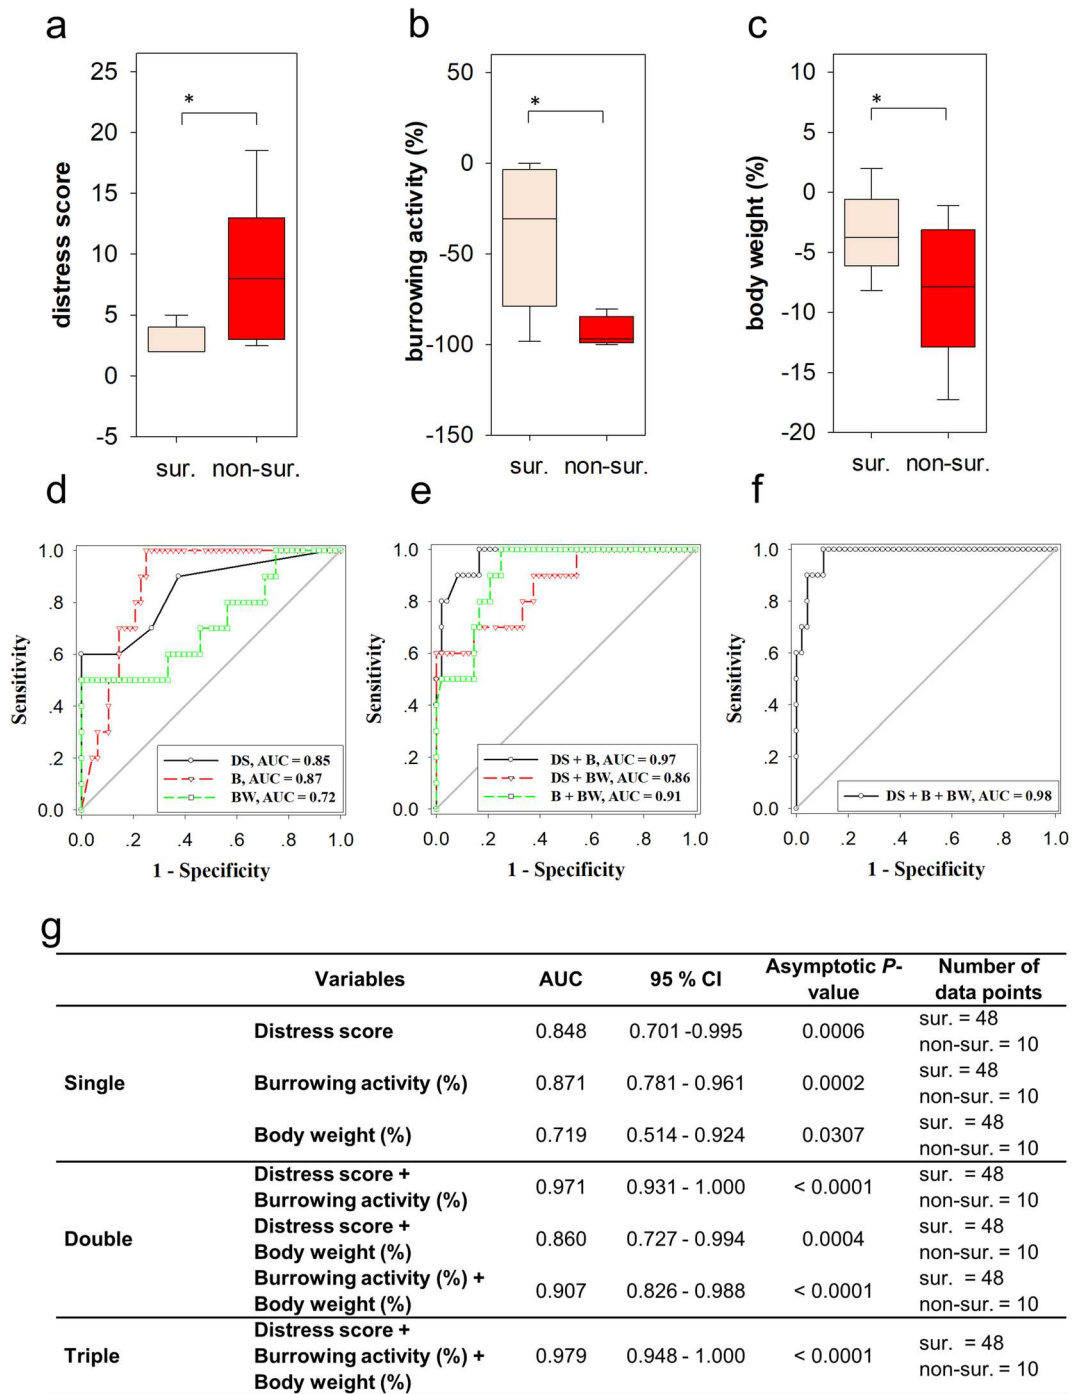 a
b
c
distress score
25
20
15
10
5
0
-5
*
sur.
non-sur.
burrowing activity (%)
50
0
-50
-100
-150
*
sur.
non-sur.
body weight (%)
10
5
0
-5
-10
-15
-20
*
sur.
non-sur.
d
e
f
Sensitivity
1.0
.8
.6
.4
.2
0.0
DS, AUC = 0.85
B, AUC = 0.87
BW, AUC = 0.72
0.0 .2 .4 .6 .8 1.0
1 - Specificity
Sensitivity
1.0
.8
.6
.4
.2
0.0
DS + B, AUC = 0.97
DS + BW, AUC = 0.86
B + BW, AUC = 0.91
0.0 .2 .4 .6 .8 1.0
1 - Specificity
Sensitivity
1.0
.8
.6
.4
.2
0.0
DS + B + BW, AUC = 0.98
0.0 .2 .4 .6 .8 1.0
1 - Specificity
g
Variables AUC 95 % CI Asymptotic P-
value
Number of
data points
Single
Distress score 0.848 0.701 -0.995 0.0006
sur. = 48
non-sur. = 10
Burrowing activity (%) 0.871 0.781 - 0.961 0.0002
su.r. = 48
non-sur. = 10
Body weight (%) 0.719 0.514 - 0.924 0.0307
sur. = 48
non-sur. = 10
Double
Distress score +
Burrowing activity (%) 0.971 0.931 - 1.000 < 0.0001
sur. = 48
non-sur. = 10
Distress score +
Body weight (%) 0.860 0.727 - 0.994 0.0004
sur. = 48
non-sur. = 10
Burrowing activity (%) +
Body weight (%) 0.907 0.826 - 0.988 < 0.0001
sur. = 48
non-sur. = 10
Triple
Distress score +
Burrowing activity (%) +
Body weight (%)
0.979 0.948 - 1.000 < 0.0001
sur. = 48
non-sur. = 10